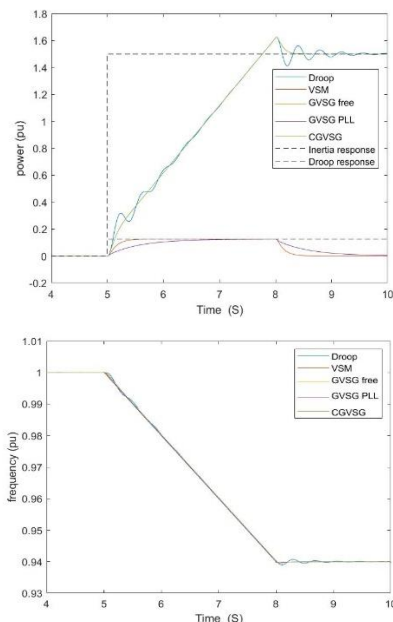 1.8
1.6
1.4
1.2
1
0.8
0.6
0.4
0.2
0
-0.2
power (pu)
Droop
VSM
GVSG free
GVSG PLL
CGVSG
Inertia response
Droop response
4 5 6 7 8 9 10
Time (S)
1.01
1
0.99
0.98
0.97
0.96
0.95
0.94
0.93
frequency (pu)
Droop
VSM
GVSG free
GVSG PLL
CGVSG
4 5 6 7 8 9 10
Time (S)